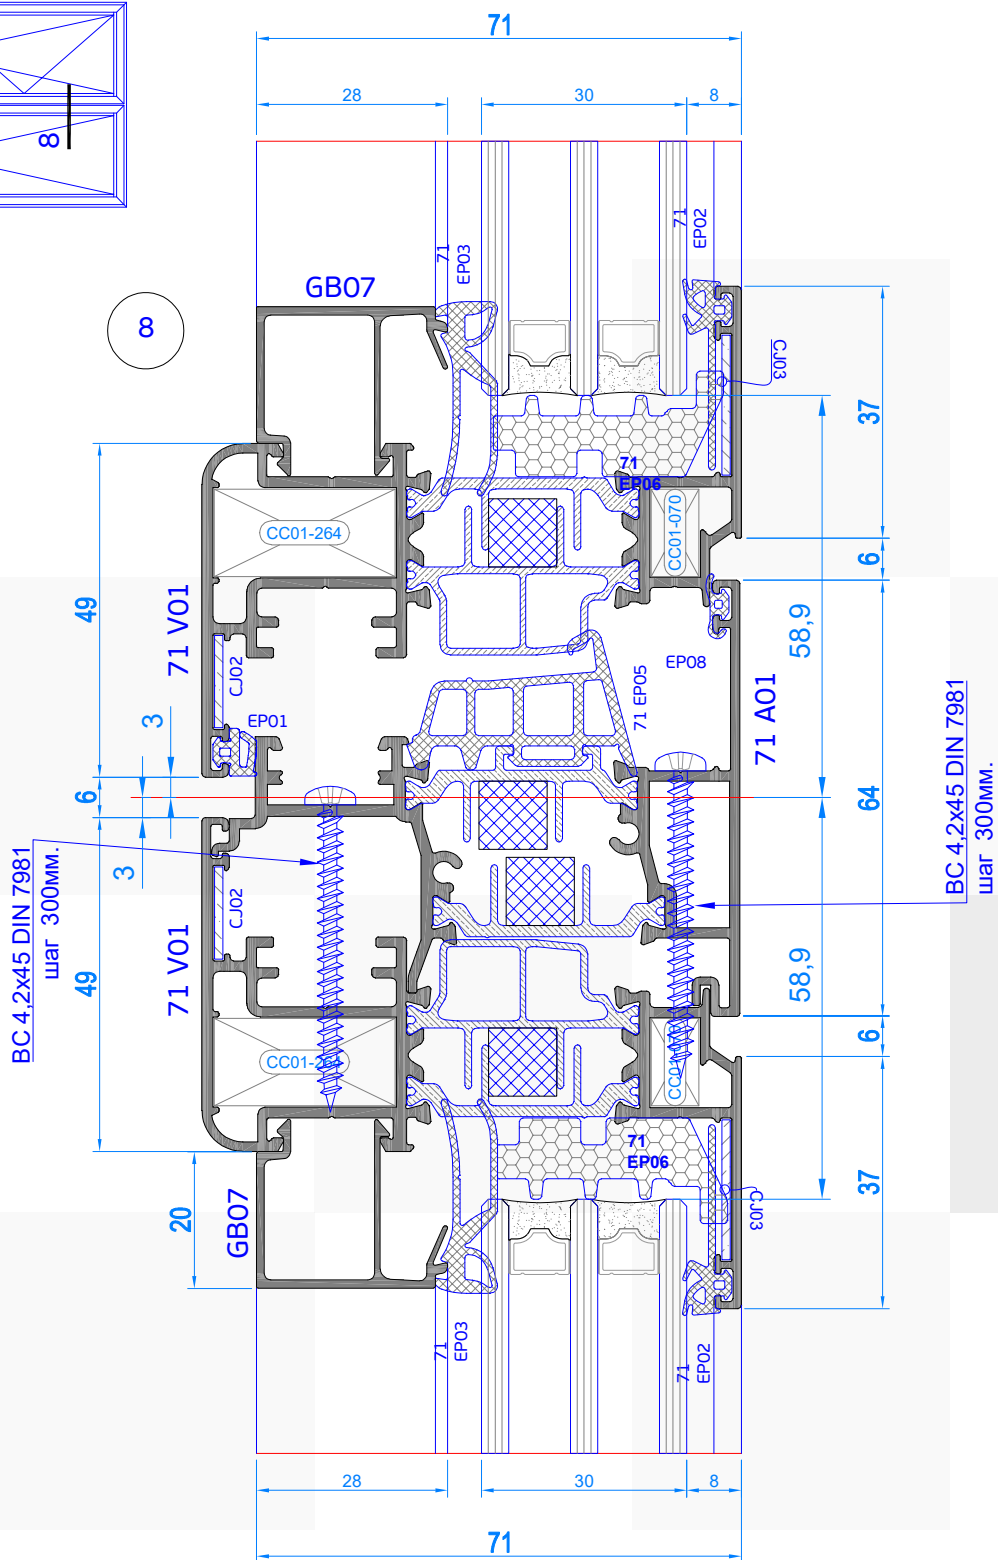 71
28
30
8
8
8
GB07
71
EP03
71
EP02
CJ03
37
71
EP06
CC01-264
CC01-070
6
49
71 V01
CJ02
EP01
3
71 EP05
EP08
58,9
71 A01
6
64
3
BC 4,2x45 DIN 7981
шаг 300мм.
BC 4,2x45 DIN 7981
шаг 300мм.
CJ02
71 V01
49
58,9
6
CC01-264
71
EP06
37
20
GB07
CJ03
71
EP03
71
EP02
28
30
8
71